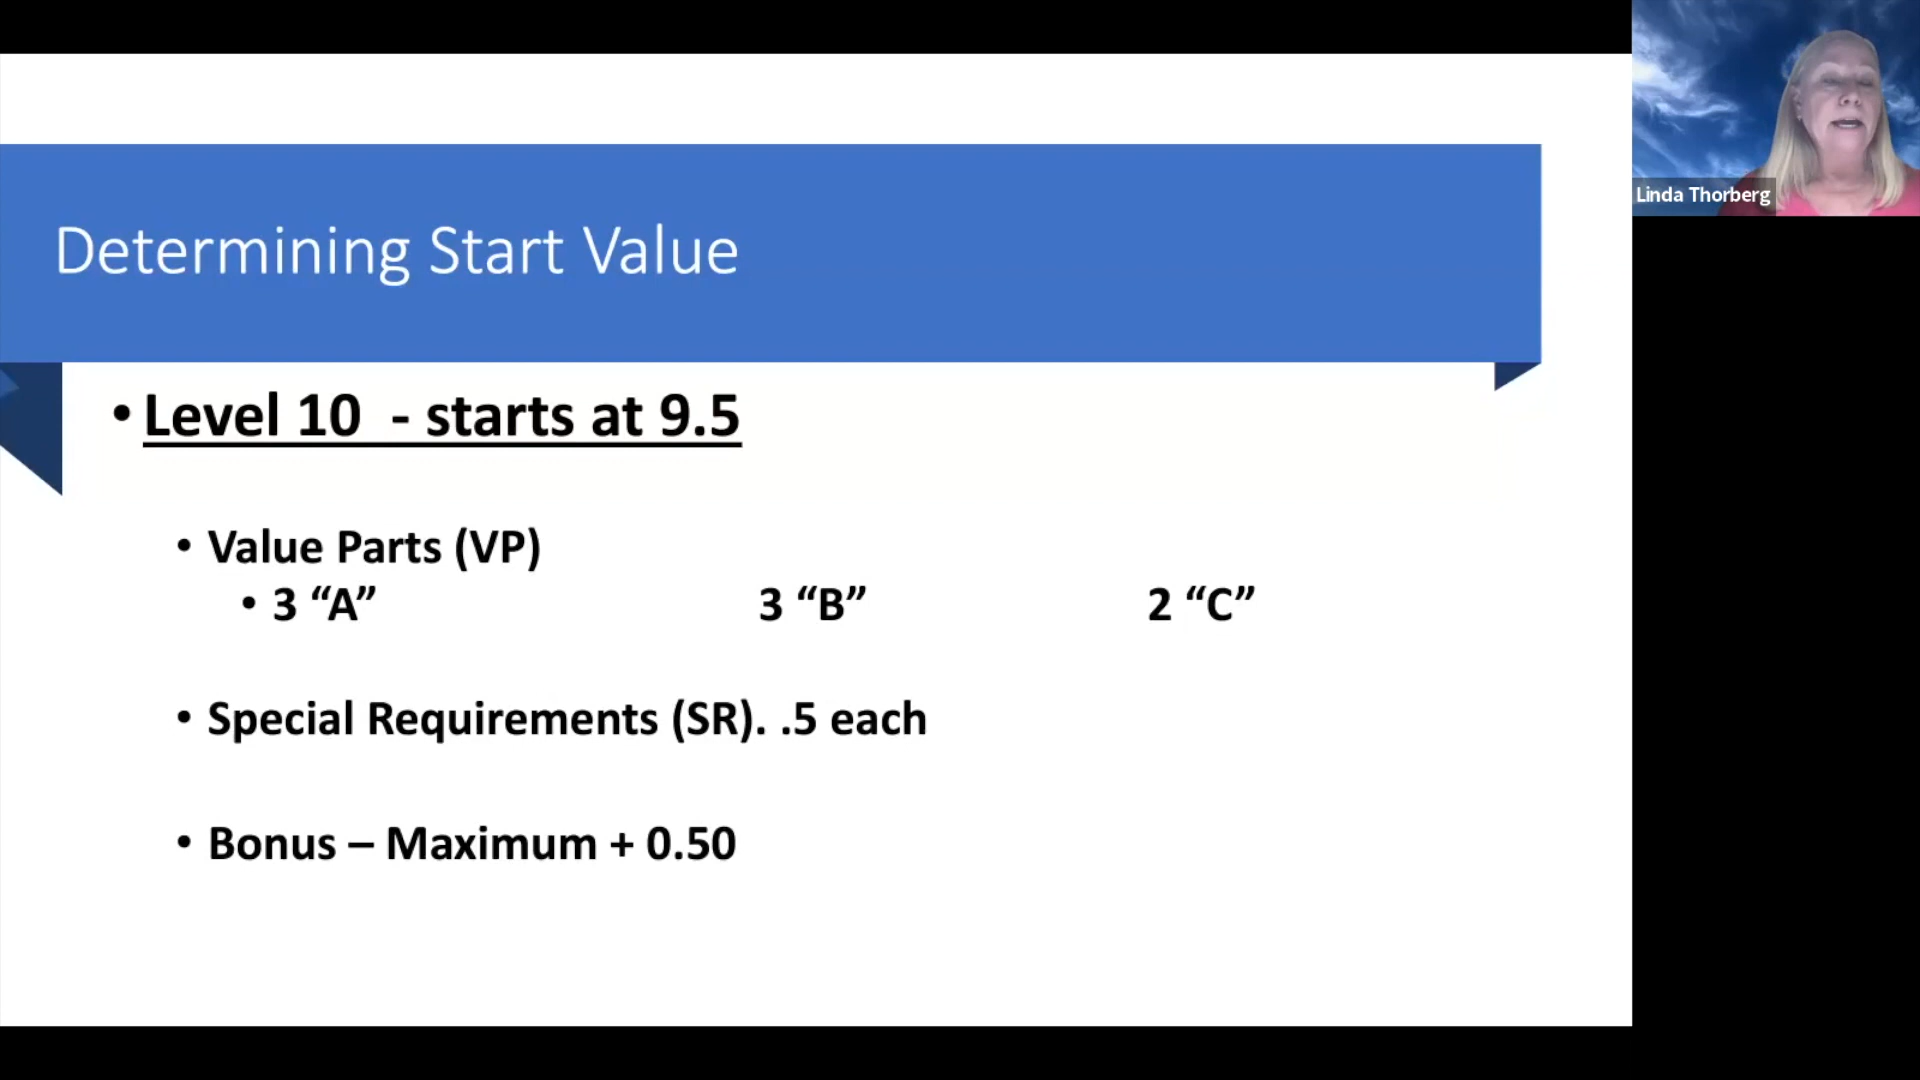 Determining Start Value
• Level 10 - starts at 9.5
• Value Parts (VP)
• 3 “A” 3 “B” 2 “C”
• Special Requirements (SR). .5 each
• Bonus – Maximum + 0.50
Linda Thorberg